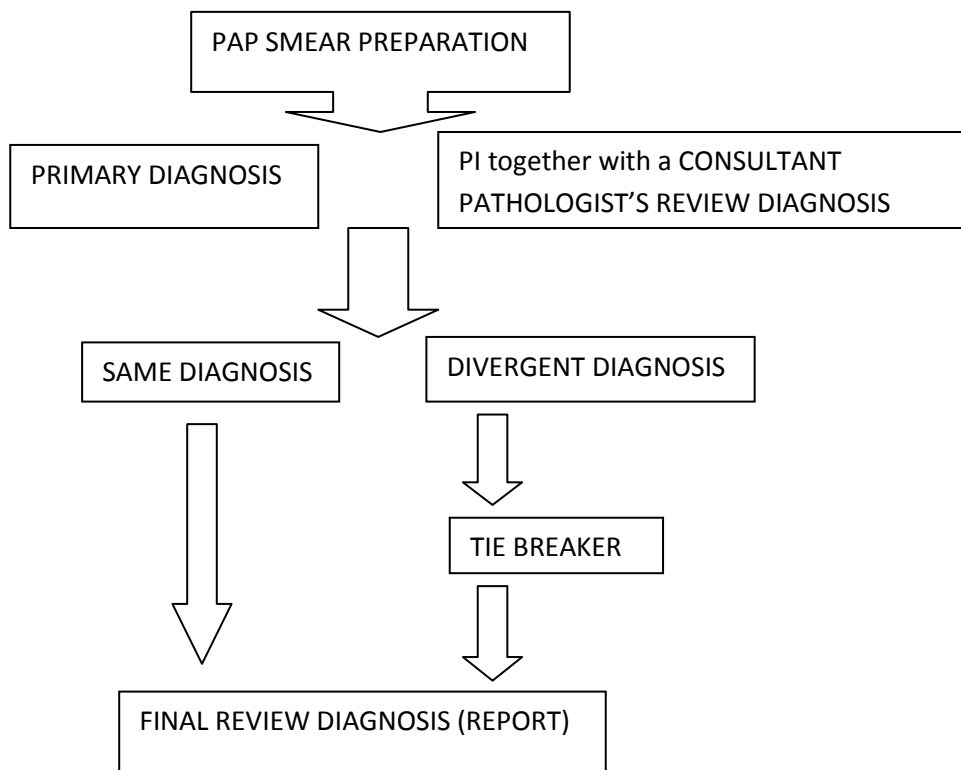 PAP SMEAR PREPARATION
PRIMARY DIAGNOSIS
PI together with a CONSULTANT
PATHOLOGIST’S REVIEW DIAGNOSIS
SAME DIAGNOSIS
DIVERGENT DIAGNOSIS
TIE BREAKER
FINAL REVIEW DIAGNOSIS (REPORT)